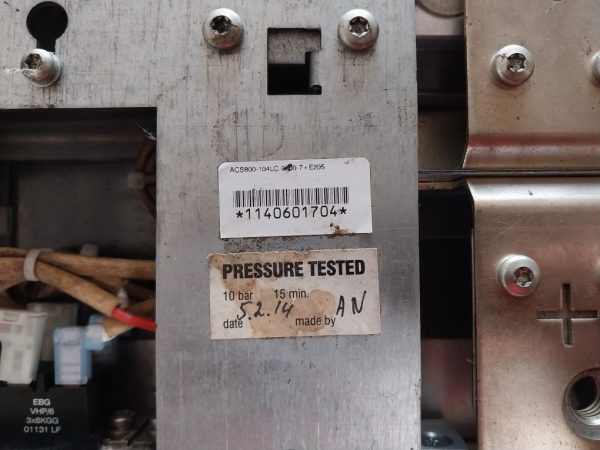 *1140601704*
PRESSURE TESTED
10 bar 15 min.
date 5.2.14 made by AN
EBG
VHP/6
3x8KGG
01131 LF